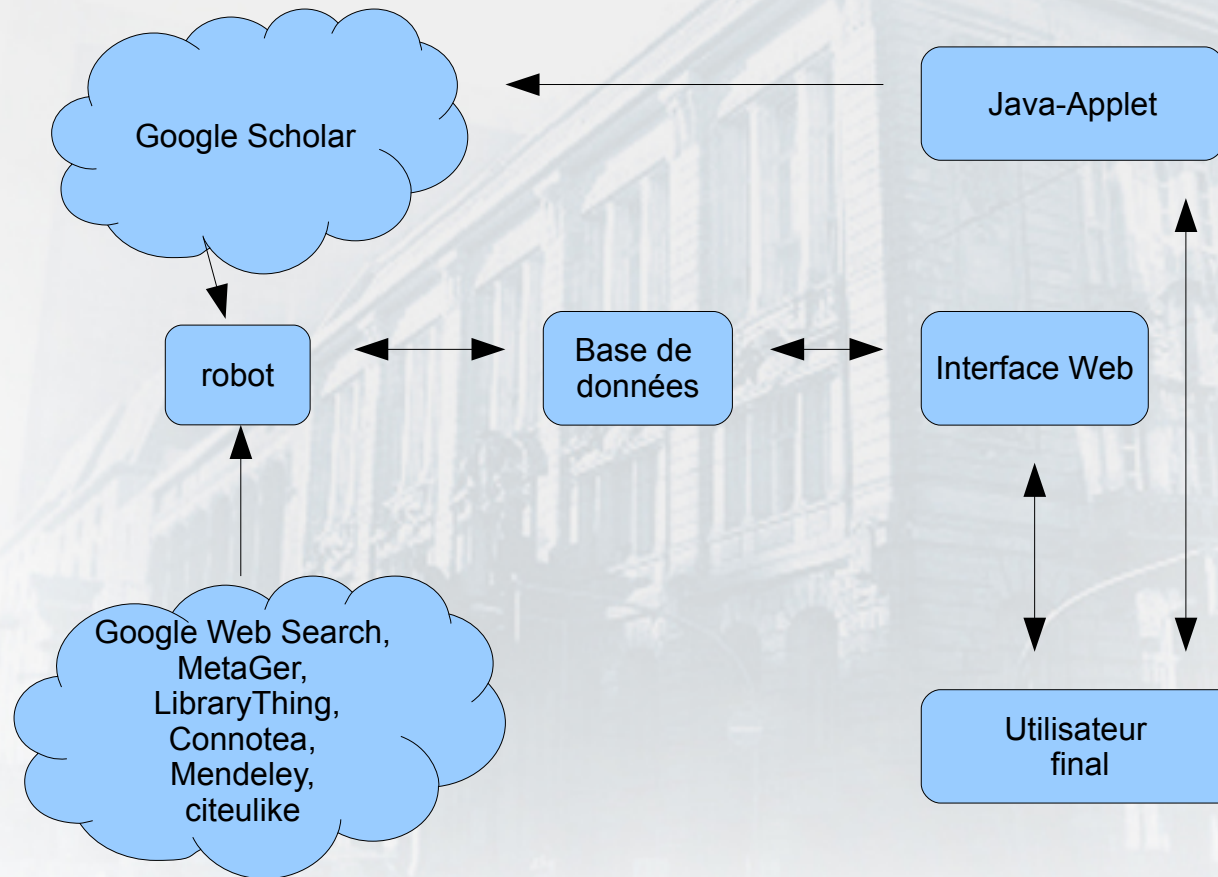 Google Scholar
Java-Applet
robot
Base de
données
Interface Web
Google Web Search,
MetaGer,
LibraryThing,
Connotea,
Mendeley,
citeulike
Utilisateur
final